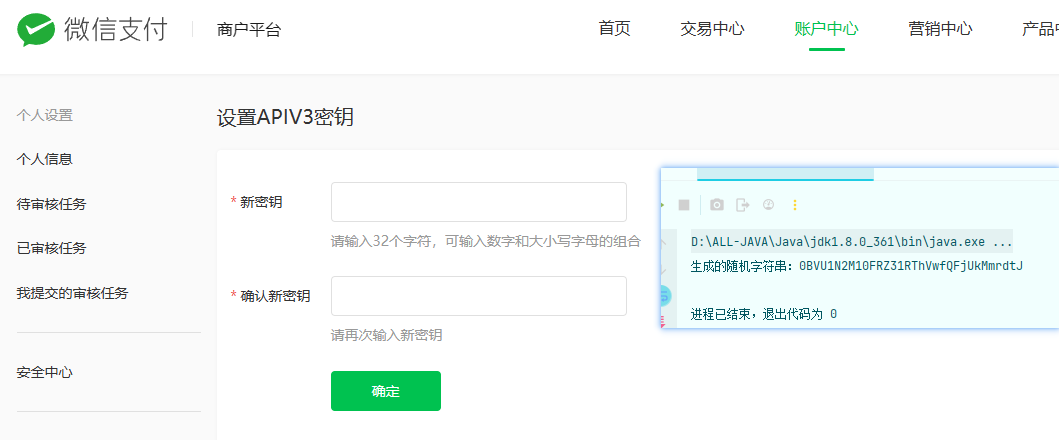 微信支付 商户平台 首页 交易中心 账户中心 营销中心 产品中
个人设置
设置APIV3密钥
个人信息
待审核任务
已审核任务
我提交的审核任务
安全中心
* 新密钥
请输入32个字符，可输入数字和大小写字母的组合
* 确认新密钥
请再次输入新密钥
确定
D:\ALL-JAVA\Java\jdk1.8.0_361\bin\java.exe ...
生成的随机字符串：0BVU1N2M10FRZ31RThVwfQFjUkMmrdtJ
进程已结束，退出代码为 0